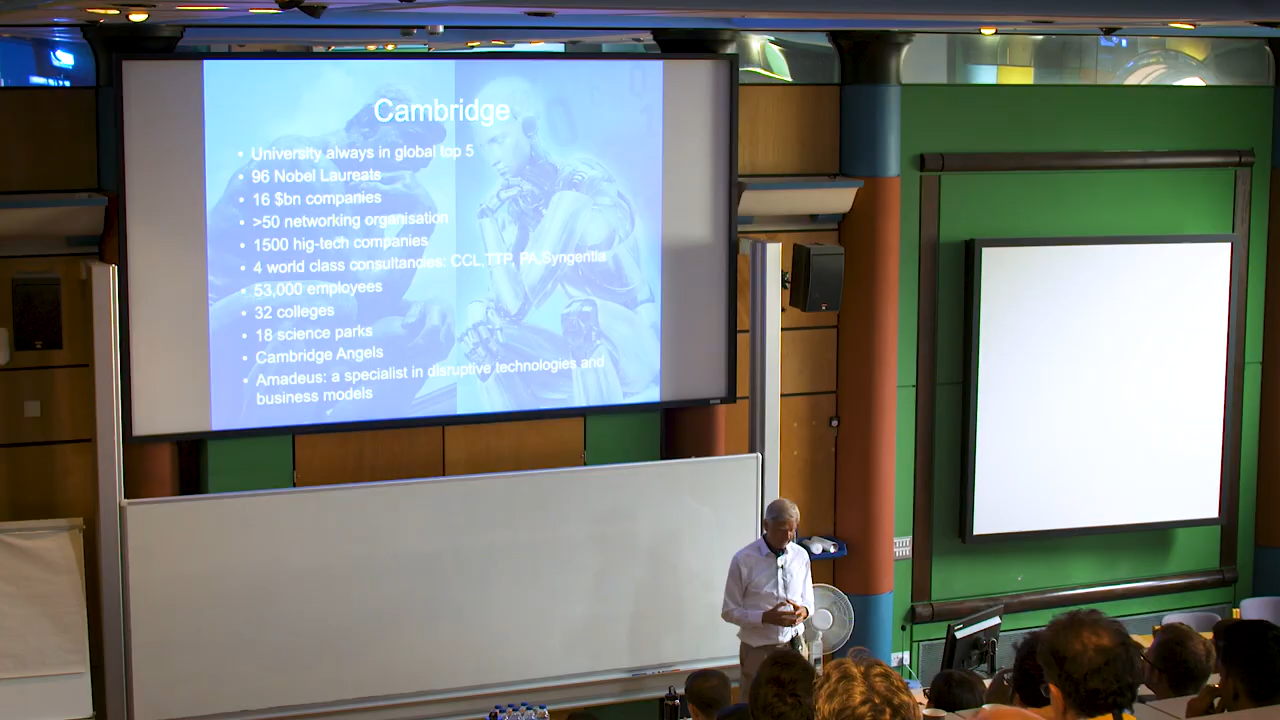 Cambridge
• University always in global top 5
• 96 Nobel Laureats
• 16 $bn companies
• >50 networking organisation
• 1500 hig-tech companies
• 4 world class consultancies: CCL,TTP, PA,Syngentia
• 53,000 employees
• 32 colleges
• 18 science parks
• Cambridge Angels
• Amadeus: a specialist in disruptive technologies and
business models